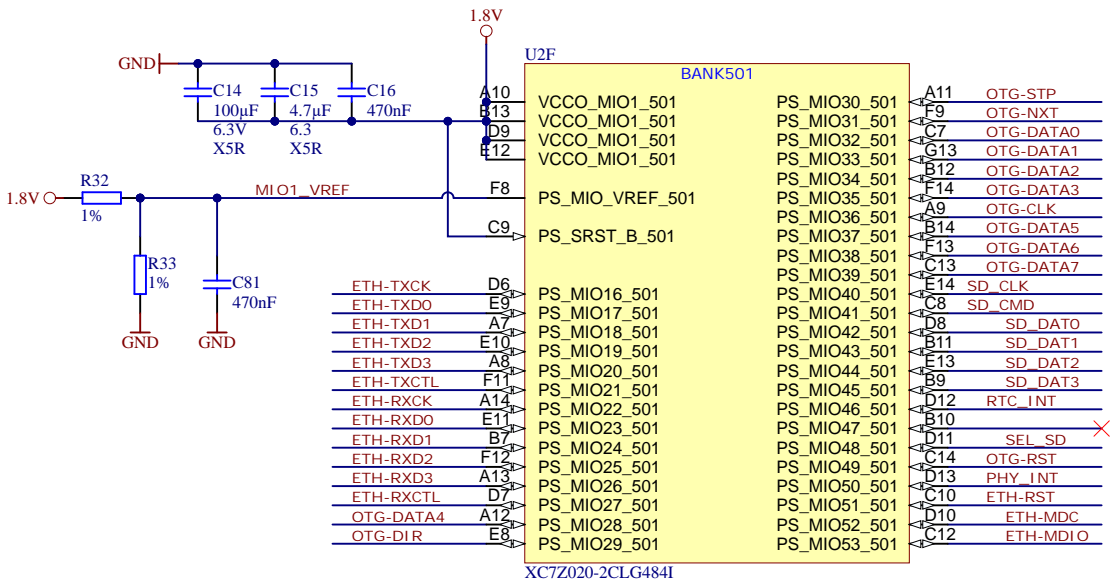 1.8V
U2F
BANK501
GND
C14
100µF
6.3V
X5R
C15
4.7µF
6.3
X5R
C16
470nF
A10 VCCO_MIO1_501
B13 VCCO_MIO1_501
D9 VCCO_MIO1_501
E12 VCCO_MIO1_501
1.8V
R32
1%
MIO1_VREF
F8 PS_MIO_VREF_501
C9 PS_SRST_B_501
R33
1%
C81
470nF
GND
GND
ETH-TXCK D6 PS_MIO16_501
ETH-TXD0 E9 PS_MIO17_501
ETH-TXD1 A7 PS_MIO18_501
ETH-TXD2 E10 PS_MIO19_501
ETH-TXD3 A8 PS_MIO20_501
ETH-TXCTL F11 PS_MIO21_501
ETH-RXCK A14 PS_MIO22_501
ETH-RXD0 E11 PS_MIO23_501
ETH-RXD1 B7 PS_MIO24_501
ETH-RXD2 F12 PS_MIO25_501
ETH-RXD3 A13 PS_MIO26_501
ETH-RXCTL D7 PS_MIO27_501
OTG-DATA4 A12 PS_MIO28_501
OTG-DIR E8 PS_MIO29_501
PS_MIO30_501 A11 OTG-STP
PS_MIO31_501 F9 OTG-NXT
PS_MIO32_501 C7 OTG-DATA0
PS_MIO33_501 G13 OTG-DATA1
PS_MIO34_501 B12 OTG-DATA2
PS_MIO35_501 F14 OTG-DATA3
PS_MIO36_501 A9 OTG-CLK
PS_MIO37_501 B14 OTG-DATA5
PS_MIO38_501 F13 OTG-DATA6
PS_MIO39_501 C13 OTG-DATA7
PS_MIO40_501 E14 SD_CLK
PS_MIO41_501 C8 SD_CMD
PS_MIO42_501 D8 SD_DAT0
PS_MIO43_501 B11 SD_DAT1
PS_MIO44_501 E13 SD_DAT2
PS_MIO45_501 B9 SD_DAT3
PS_MIO46_501 D12 RTC_INT
PS_MIO47_501 B10
PS_MIO48_501 D11 SEL_SD
PS_MIO49_501 C14 OTG-RST
PS_MIO50_501 D13 PHY_INT
PS_MIO51_501 C10 ETH-RST
PS_MIO52_501 D10 ETH-MDC
PS_MIO53_501 C12 ETH-MDIO
XC7Z020-2CLG484I